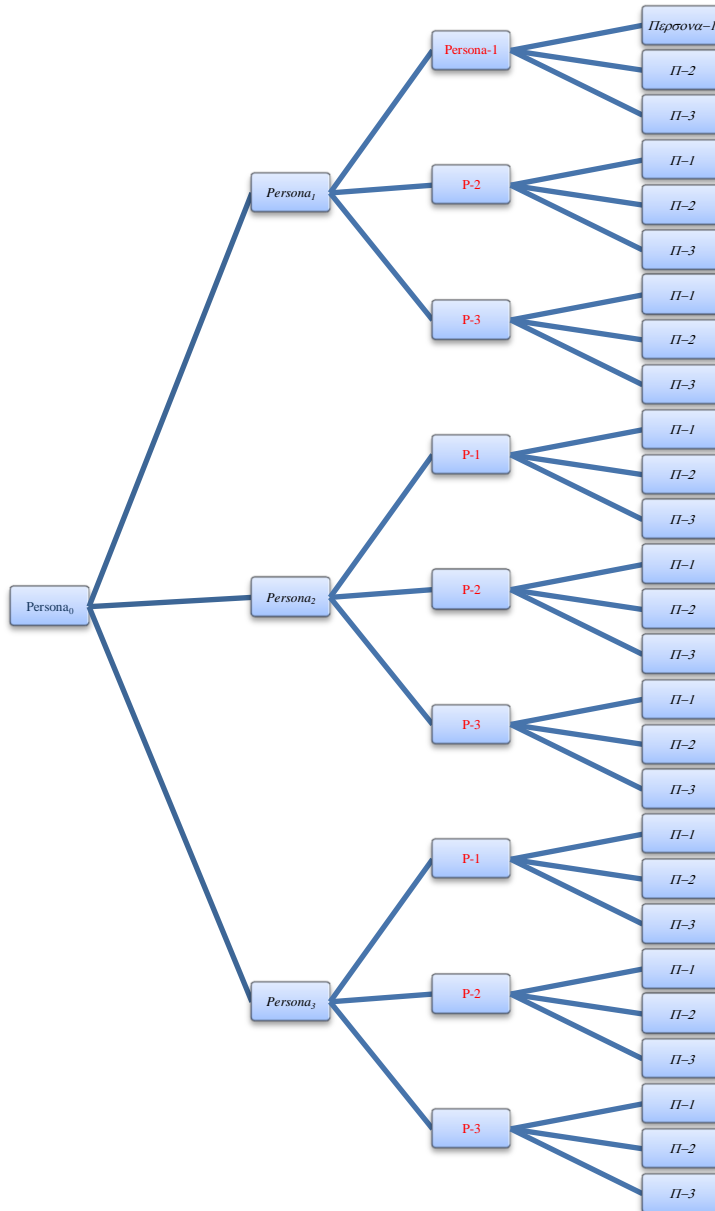 Περσονα–1
Persona-1
Π–2
Π–3
Π–1
Persona₁
P-2
Π–2
Π–3
Π–1
P-3
Π–2
Π–3
Π–1
P-1
Π–2
Π–3
Π–1
Persona₀
Persona₂
P-2
Π–2
Π–3
Π–1
P-3
Π–2
Π–3
Π–1
P-1
Π–2
Π–3
Π–1
Persona₃
P-2
Π–2
Π–3
Π–1
P-3
Π–2
Π–3